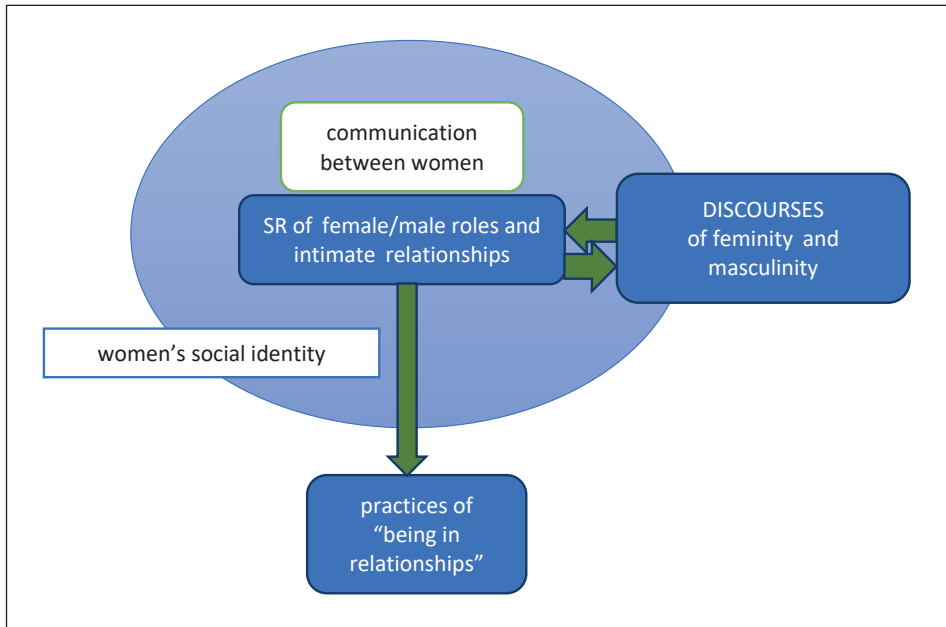 communication
between women
SR of female/male roles and
intimate relationships
DISCOURSES
of feminity and
masculinity
women’s social identity
practices of
“being in
relationships”